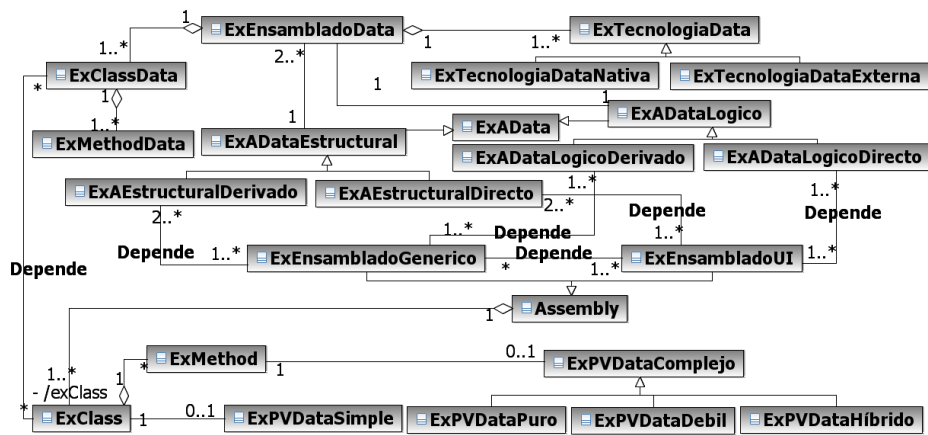 ExEnsambladoData
1
1
ExTecnologiaData
1..*
1..*
2..*
ExClassData
*
1
1..*
ExMethodData
ExTecnologiaDataNativa
ExTecnologiaDataExterna
1
1
1
ExADataEstructural
ExAData
ExADataLogico
ExADataLogicoDerivado
ExADataLogicoDirecto
ExAEstructuralDerivado
ExAEstructuralDirecto
1..*
1..*
2..*
2..*
Depende
Depende
1..*
Depende
1..*
Depende
1..*
Depende
1..*
ExEnsambladoGenerico
*
1..*
ExEnsambladoUI
Depende
Assembly
1
1..*
- /exClass
ExMethod
1
*
1
0..1
ExPVDataComplejo
*
ExClass
1
0..1
ExPVDataSimple
ExPVDataPuro
ExPVDataDebil
ExPVDataHíbrido